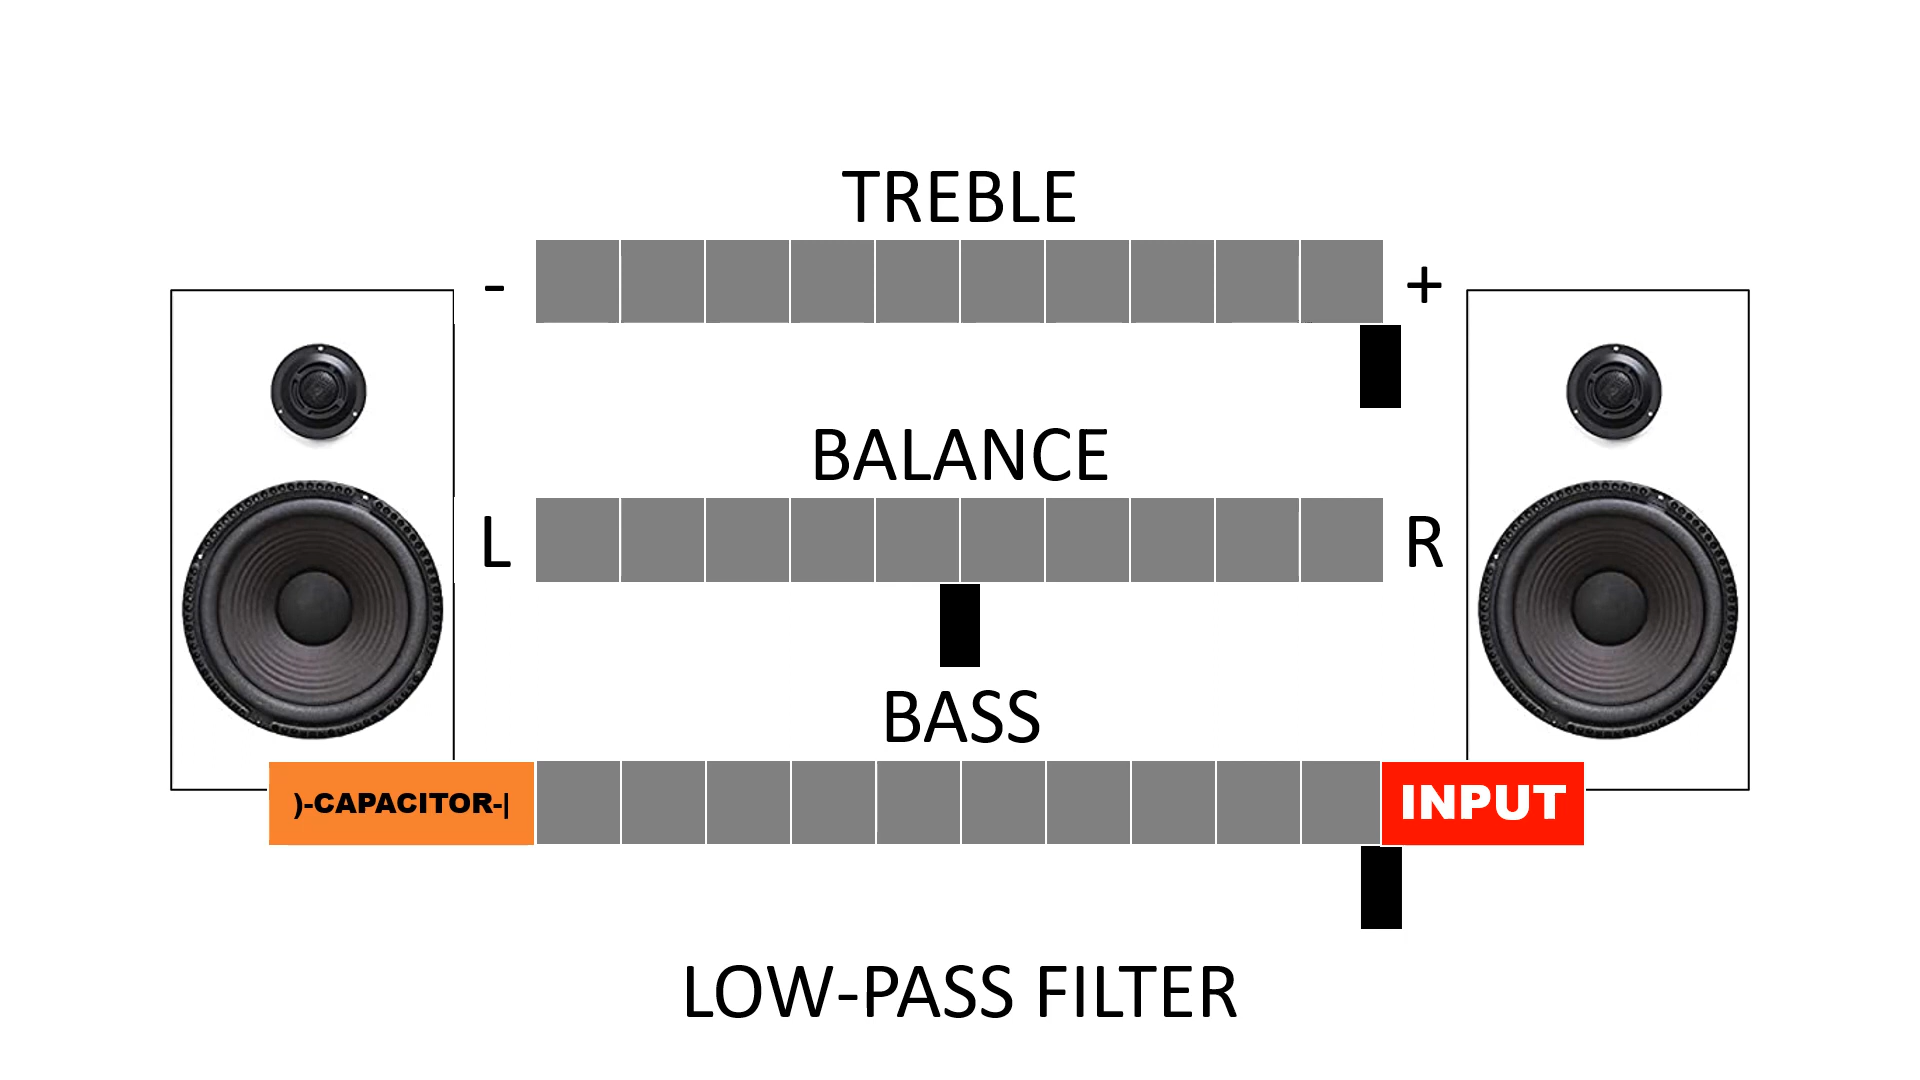 TREBLE
- +
BALANCE
L R
BASS
)-CAPACITOR-| INPUT
LOW-PASS FILTER